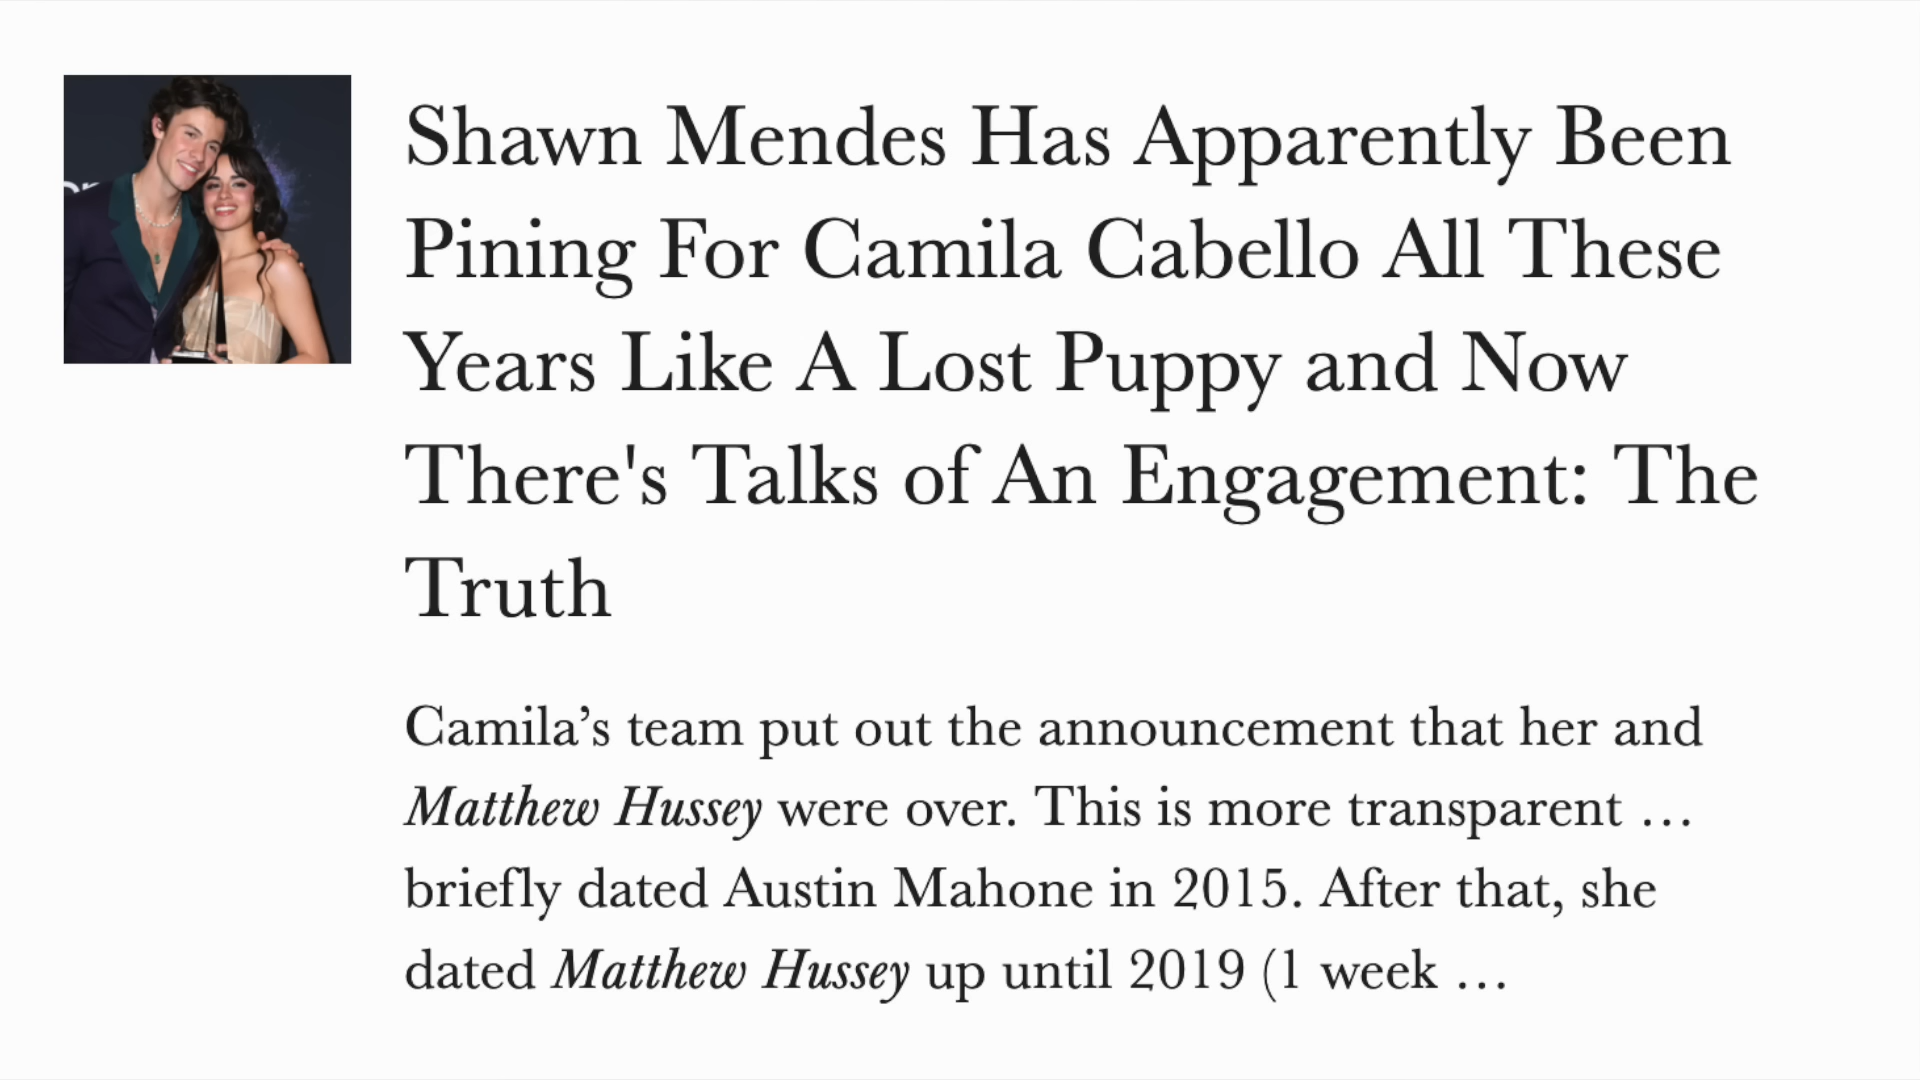 Shawn Mendes Has Apparently Been
Pining For Camila Cabello All These
Years Like A Lost Puppy and Now
There's Talks of An Engagement: The
Truth
Camila’s team put out the announcement that her and
Matthew Hussey were over. This is more transparent …
briefly dated Austin Mahone in 2015. After that, she
dated Matthew Hussey up until 2019 (1 week …